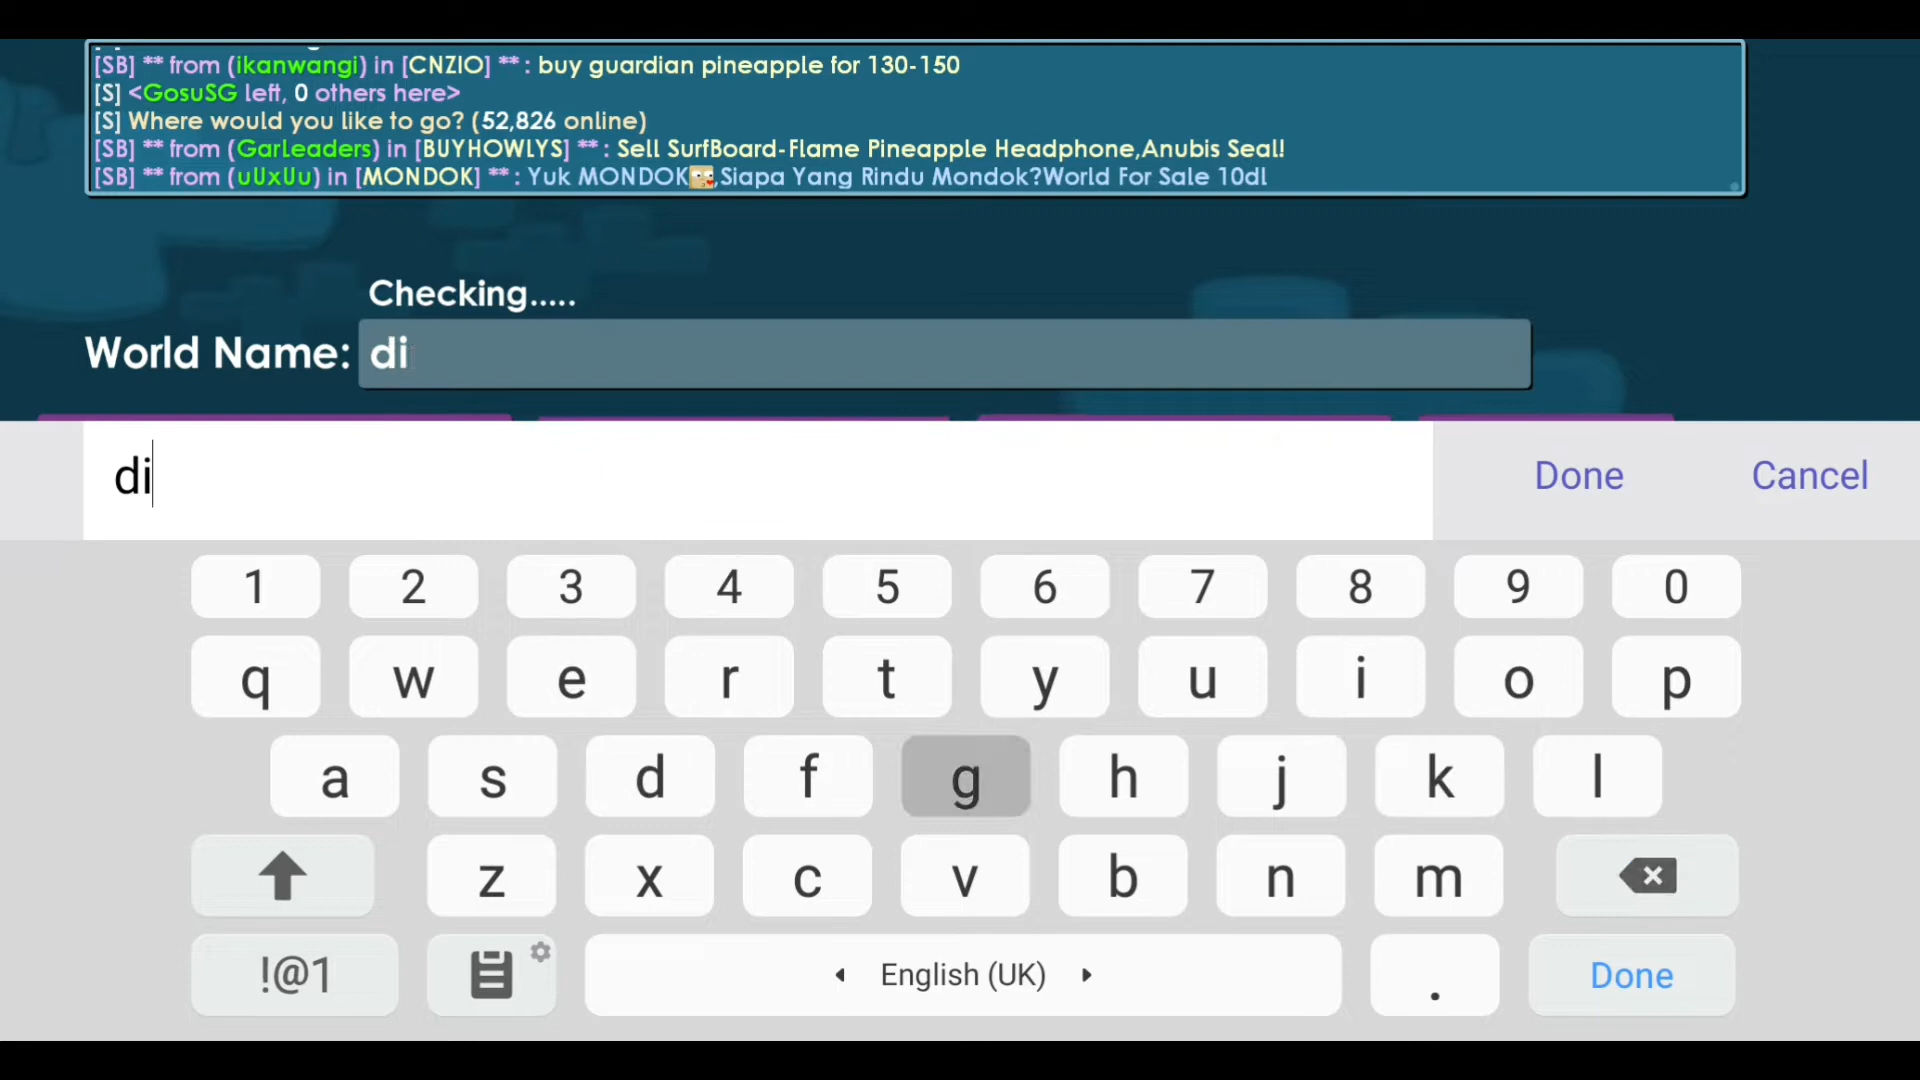 [SB] ** from (ikanwangi) in [CNZIO] ** : buy guardian pineapple for 130-150
[S] <GosuSG left, 0 others here>
[S] Where would you like to go? (52,826 online)
[SB] ** from (GarLeaders) in [BUYHOWLYS] ** : Sell SurfBoard-Flame Pineapple Headphone,Anubis Seal!
[SB] ** from (uUxUu) in [MONDOK] ** : Yuk MONDOK,Siapa Yang Rindu Mondok?World For Sale 10dl
Checking.....
World Name: di
di Done Cancel
1 2 3 4 5 6 7 8 9 0
q w e r t y u i o p
a s d f g h j k l
z x c v b n m
!@1 English (UK) . Done